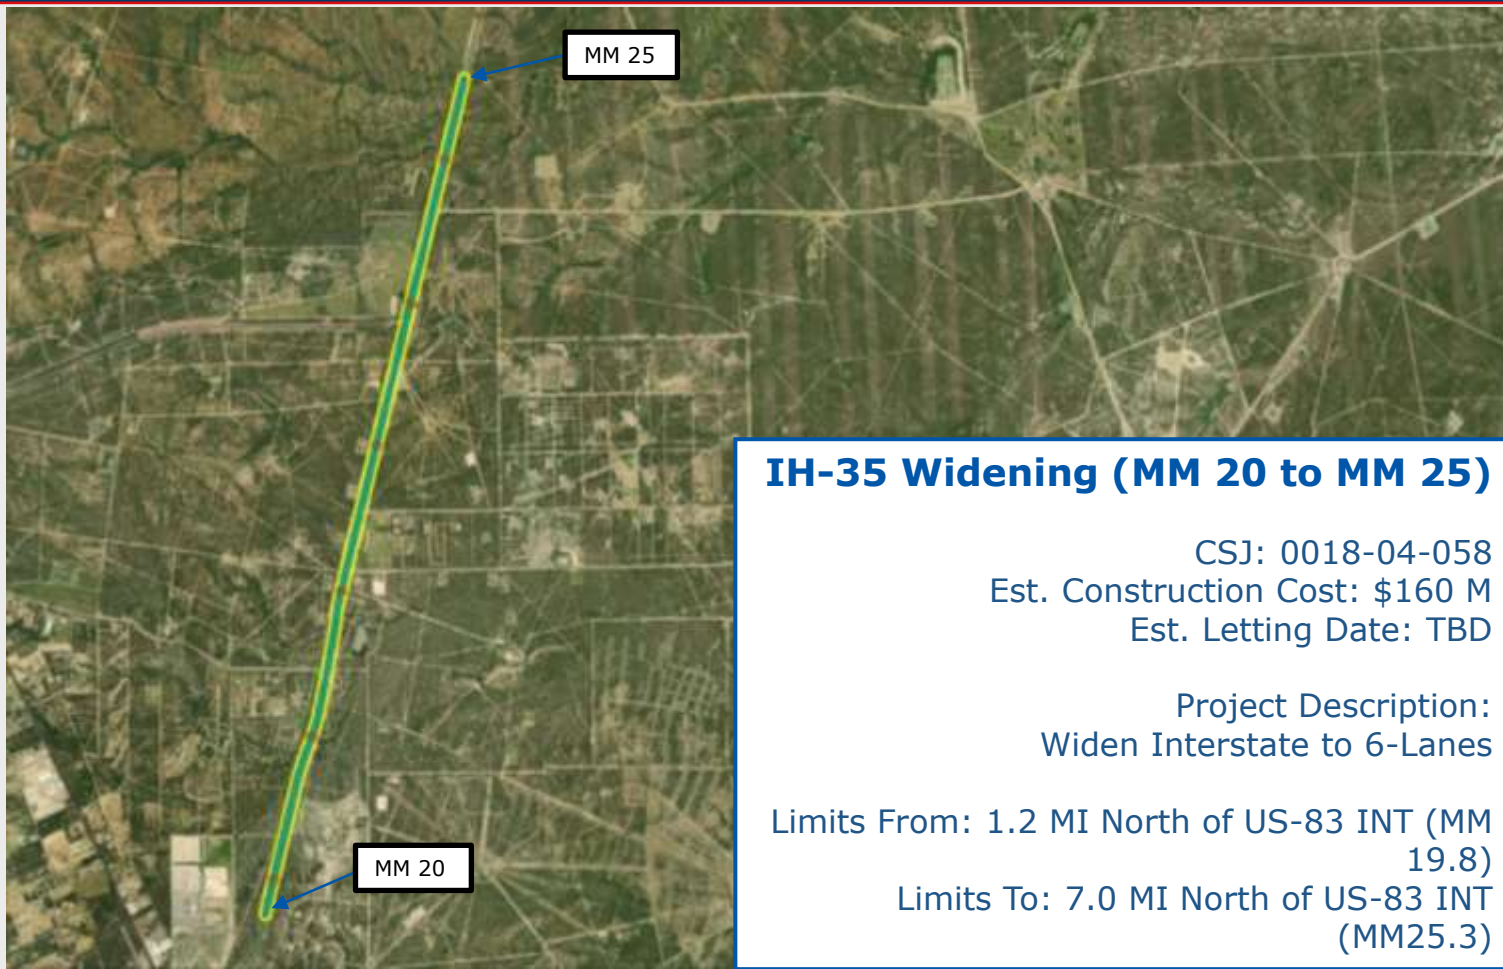 MM 25
IH-35 Widening (MM 20 to MM 25)
CSJ: 0018-04-058
Est. Construction Cost: $160 M
Est. Letting Date: TBD
Project Description:
Widen Interstate to 6-Lanes
Limits From: 1.2 MI North of US-83 INT (MM
19.8)
Limits To: 7.0 MI North of US-83 INT
(MM25.3)
MM 20